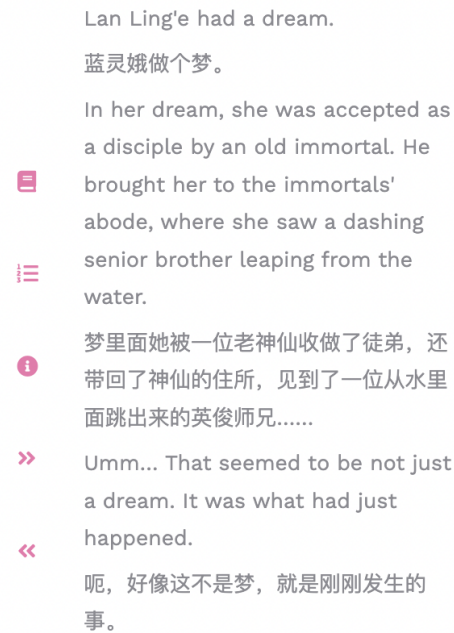 Lan Ling'e had a dream.
蓝灵娥做个梦。
In her dream, she was accepted as
a disciple by an old immortal. He
brought her to the immortals'
abode, where she saw a dashing
senior brother leaping from the
water.
梦里面她被一位老神仙收做了徒弟，还
带回了神仙的住所，见到了一位从水里
面跳出来的英俊师兄……
Umm... That seemed to be not just
a dream. It was what had just
happened.
呃，好像这不是梦，就是刚刚发生的
事。